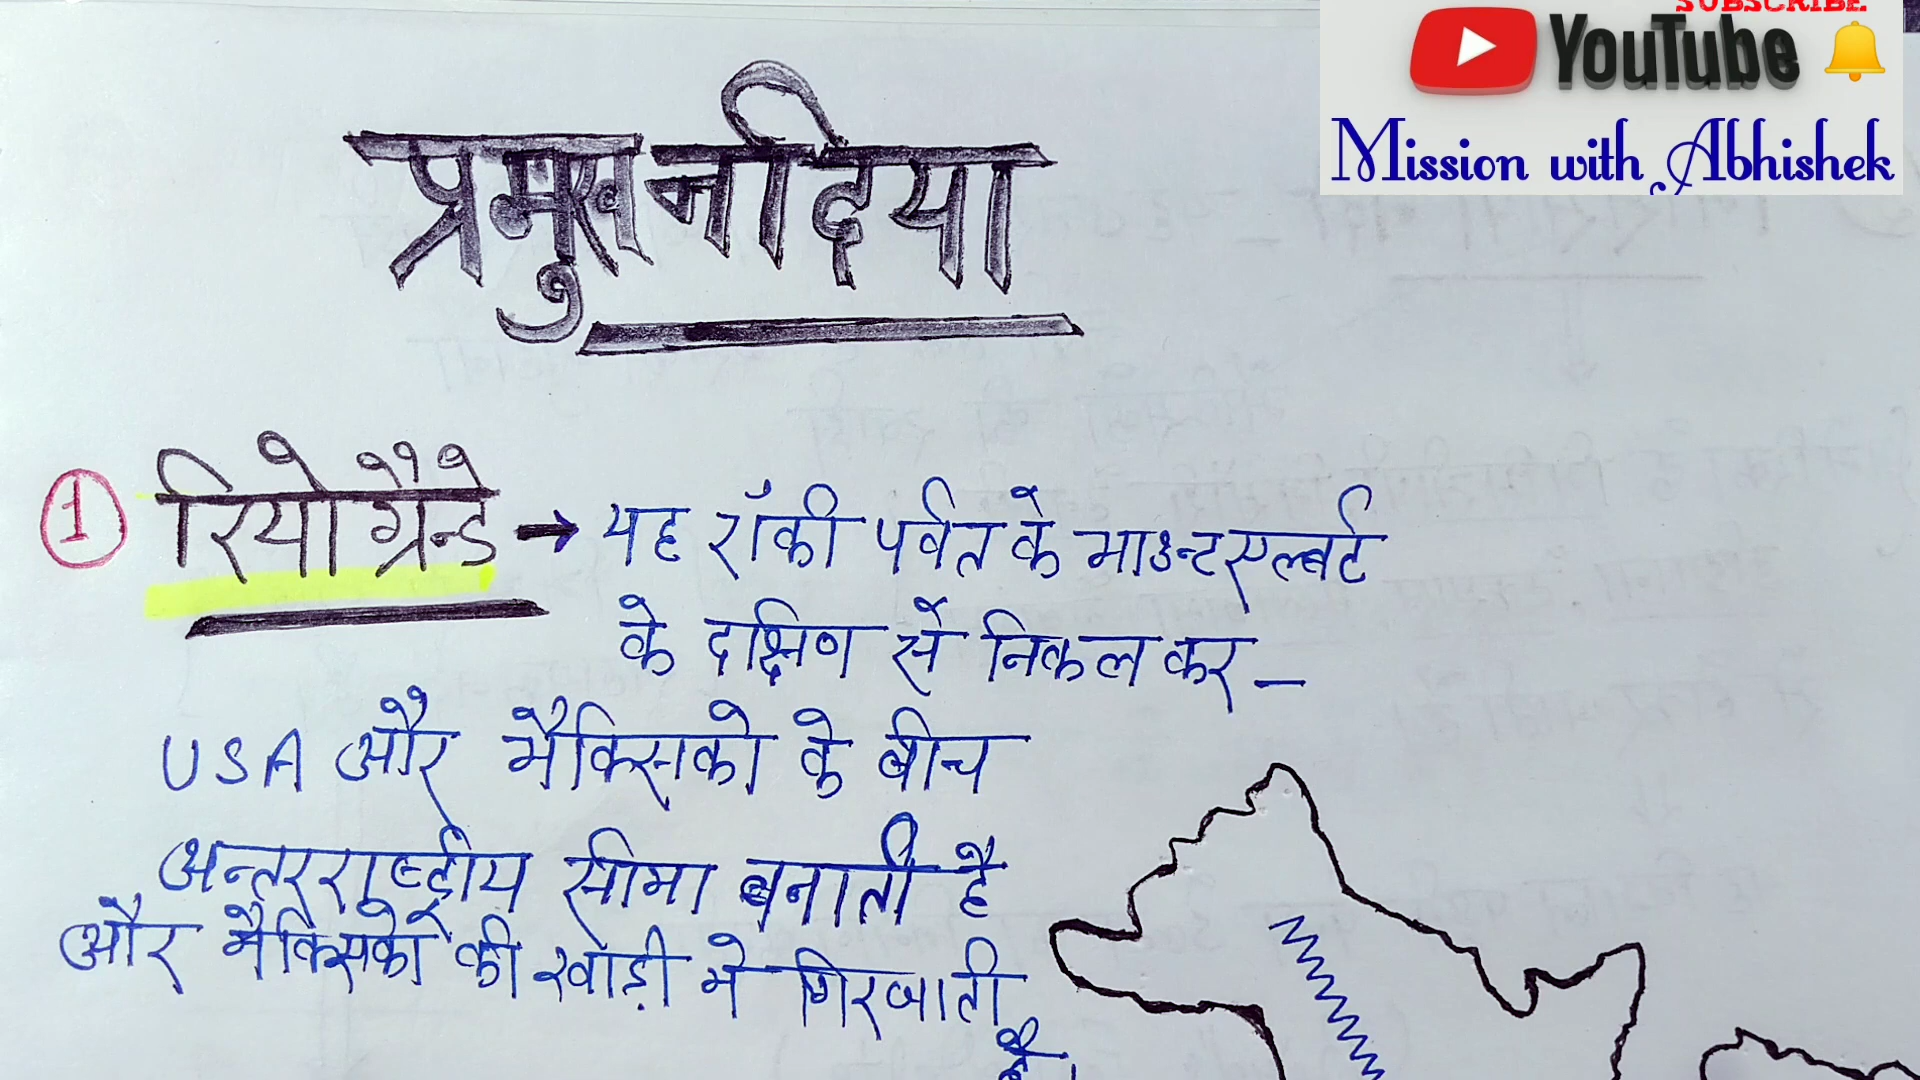 SUBSCRIBE
YouTube
Mission with Abhishek
प्रमुख नदिया
① रियो ग्रैन्डे → यह रॉकी पर्वत के माउन्ट एल्बर्ट
के दक्षिण से निकल कर -
USA और मैक्सिको के बीच
अन्तरराष्ट्रीय सीमा बनाती है
और मैक्सिको की खाड़ी मे गिरजाती
है।